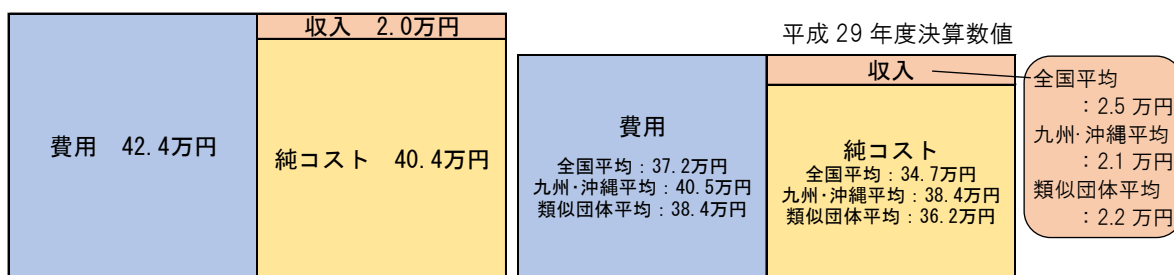 収入 2.0万円
費用 42.4万円
純コスト 40.4万円
平成 29 年度決算数値
収入
費用
全国平均：37.2万円
九州・沖縄平均：40.5万円
類似団体平均：38.4万円
純コスト
全国平均：34.7万円
九州・沖縄平均：38.4万円
類似団体平均：36.2万円
全国平均
：2.5 万円
九州・沖縄平均
：2.1 万円
類似団体平均
：2.2 万円